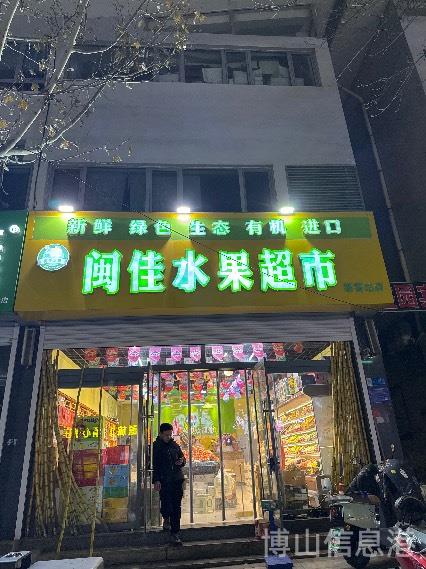 新鲜 绿色 生态 有机 进口
闽佳水果超市
博山信息港